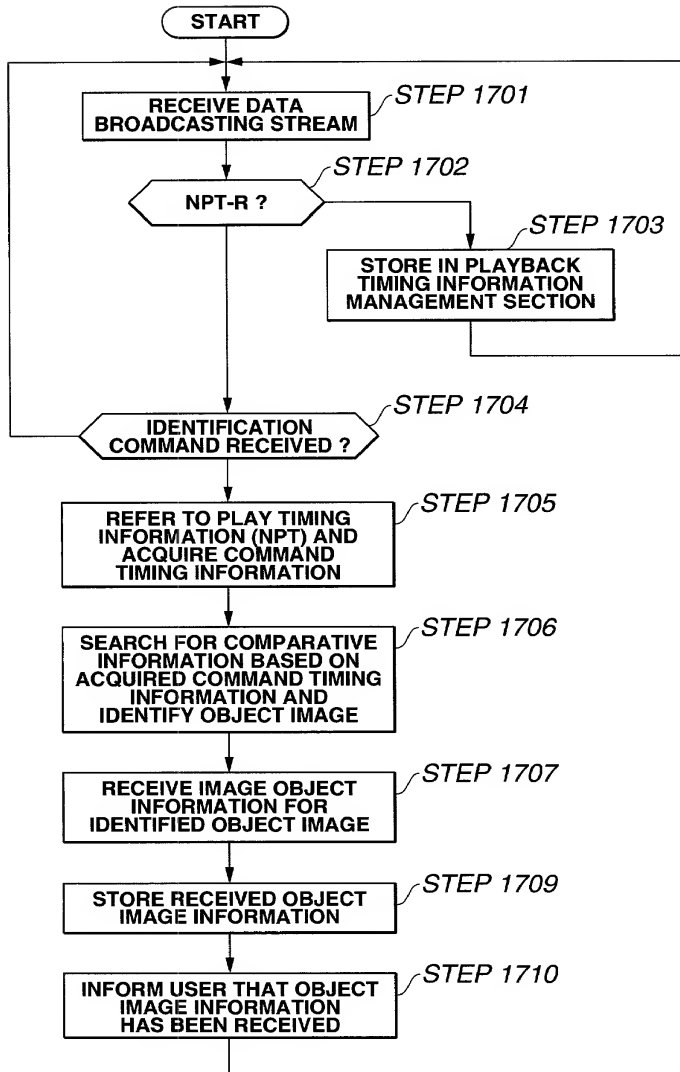 START
STEP 1701
RECEIVE DATA
BROADCASTING STREAM
STEP 1702
NPT-R ?
STEP 1703
STORE IN PLAYBACK
TIMING INFORMATION
MANAGEMENT SECTION
STEP 1704
IDENTIFICATION
COMMAND RECEIVED ?
STEP 1705
REFER TO PLAY TIMING
INFORMATION (NPT) AND
ACQUIRE COMMAND
TIMING INFORMATION
STEP 1706
SEARCH FOR COMPARATIVE
INFORMATION BASED ON
ACQUIRED COMMAND TIMING
INFORMATION AND
IDENTIFY OBJECT IMAGE
STEP 1707
RECEIVE IMAGE OBJECT
INFORMATION FOR
IDENTIFIED OBJECT IMAGE
STEP 1709
STORE RECEIVED OBJECT
IMAGE INFORMATION
STEP 1710
INFORM USER THAT OBJECT
IMAGE INFORMATION
HAS BEEN RECEIVED